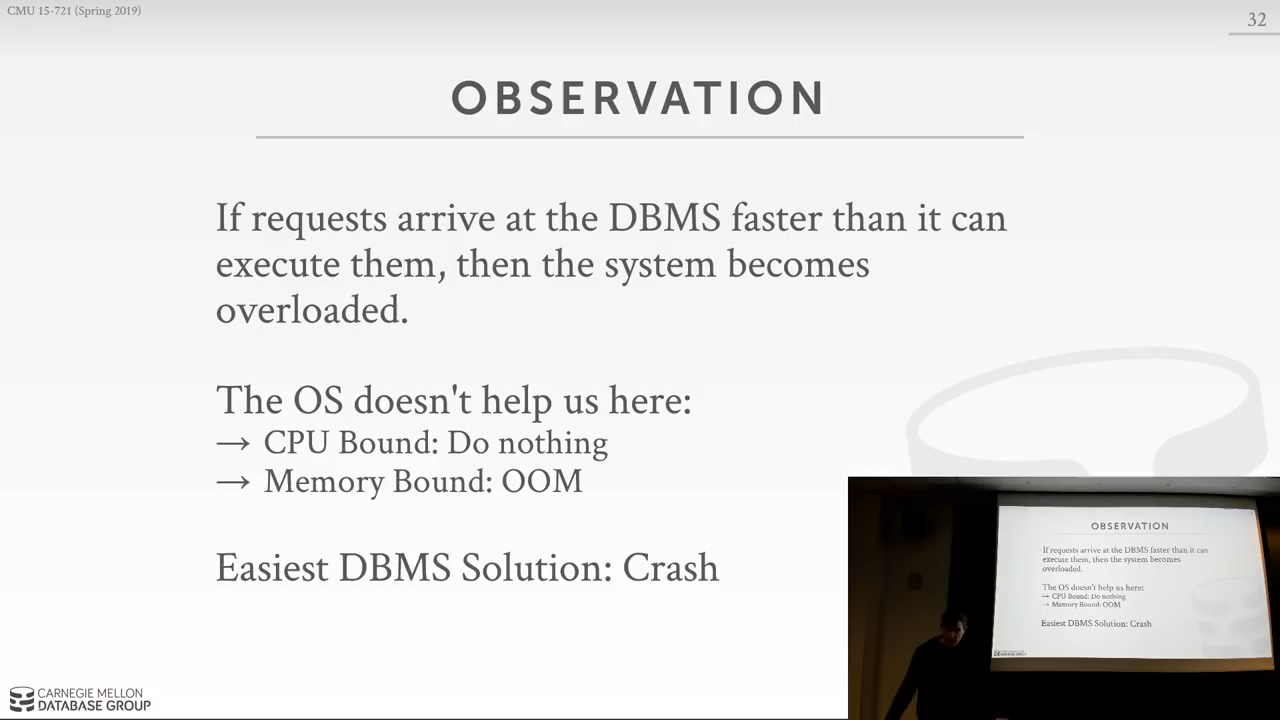 CMU 15-721 (Spring 2019)
32
OBSERVATION
If requests arrive at the DBMS faster than it can
execute them, then the system becomes
overloaded.
The OS doesn't help us here:
→ CPU Bound: Do nothing
→ Memory Bound: OOM
Easiest DBMS Solution: Crash
CARNEGIE MELLON
DATABASE GROUP
OBSERVATION
If requests arrive at the DBMS faster than it can
execute them, then the system becomes
overloaded.
The OS doesn't help us here:
→ CPU Bound: Do nothing
→ Memory Bound: OOM
Easiest DBMS Solution: Crash